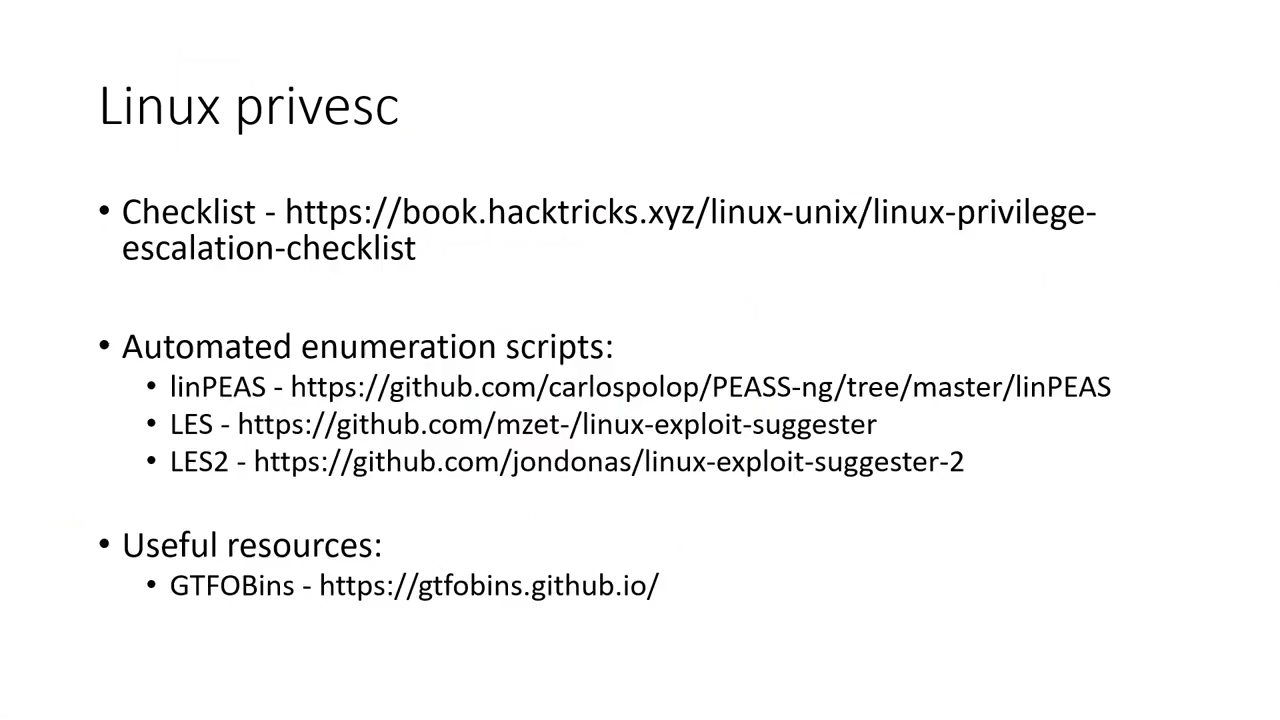 Linux privesc
• Checklist - https://book.hacktricks.xyz/linux-unix/linux-privilege-
escalation-checklist
• Automated enumeration scripts:
• linPEAS - https://github.com/carlospolop/PEASS-ng/tree/master/linPEAS
• LES - https://github.com/mzet-/linux-exploit-suggester
• LES2 - https://github.com/jondonas/linux-exploit-suggester-2
• Useful resources:
• GTFOBins - https://gtfobins.github.io/